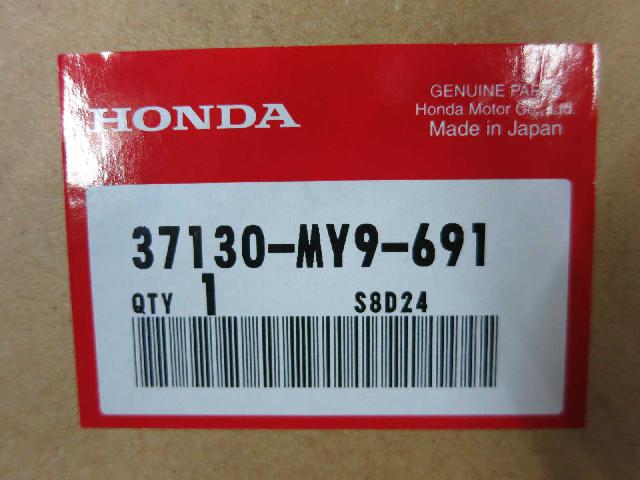 HONDA
GENUINE PARTS
Honda Motor Co., Ltd.
Made in Japan
37130-MY9-691
QTY 1 S8D24